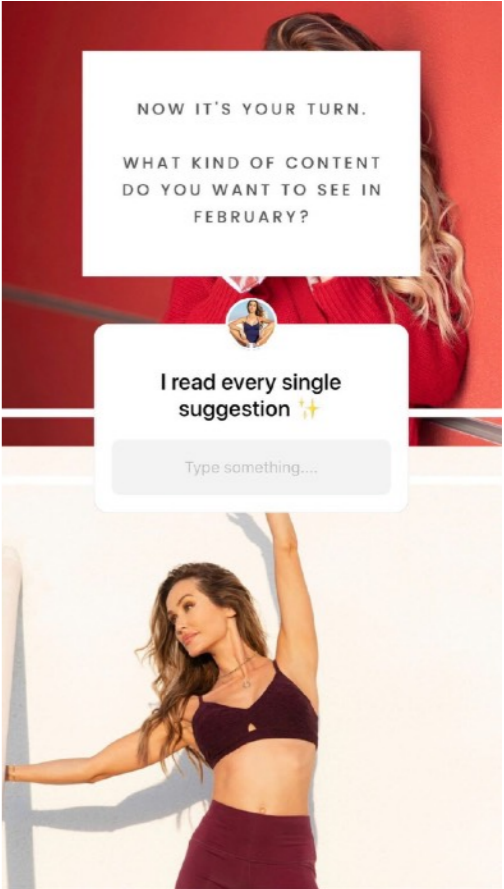 NOW IT'S YOUR TURN.
WHAT KIND OF CONTENT
DO YOU WANT TO SEE IN
FEBRUARY?
I read every single
suggestion ✨
Type something....